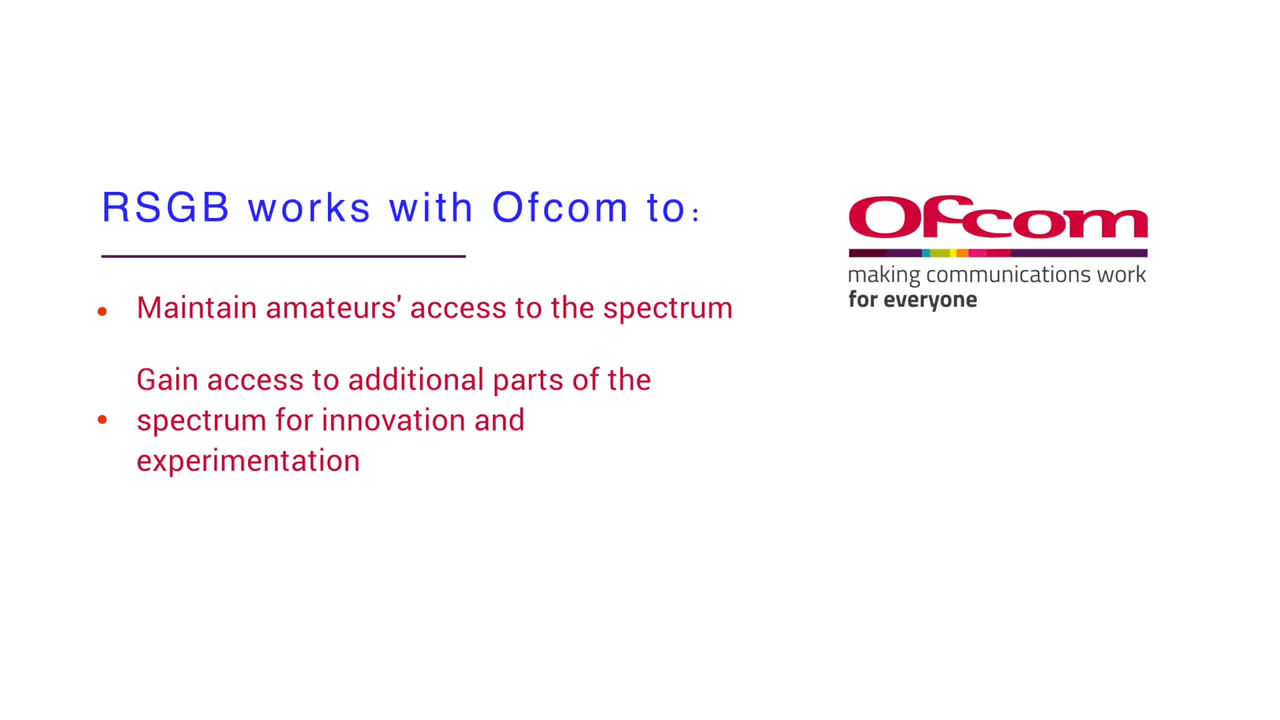 RSGB works with Ofcom to:
• Maintain amateurs' access to the spectrum
• Gain access to additional parts of the
spectrum for innovation and
experimentation
Ofcom
making communications work
for everyone